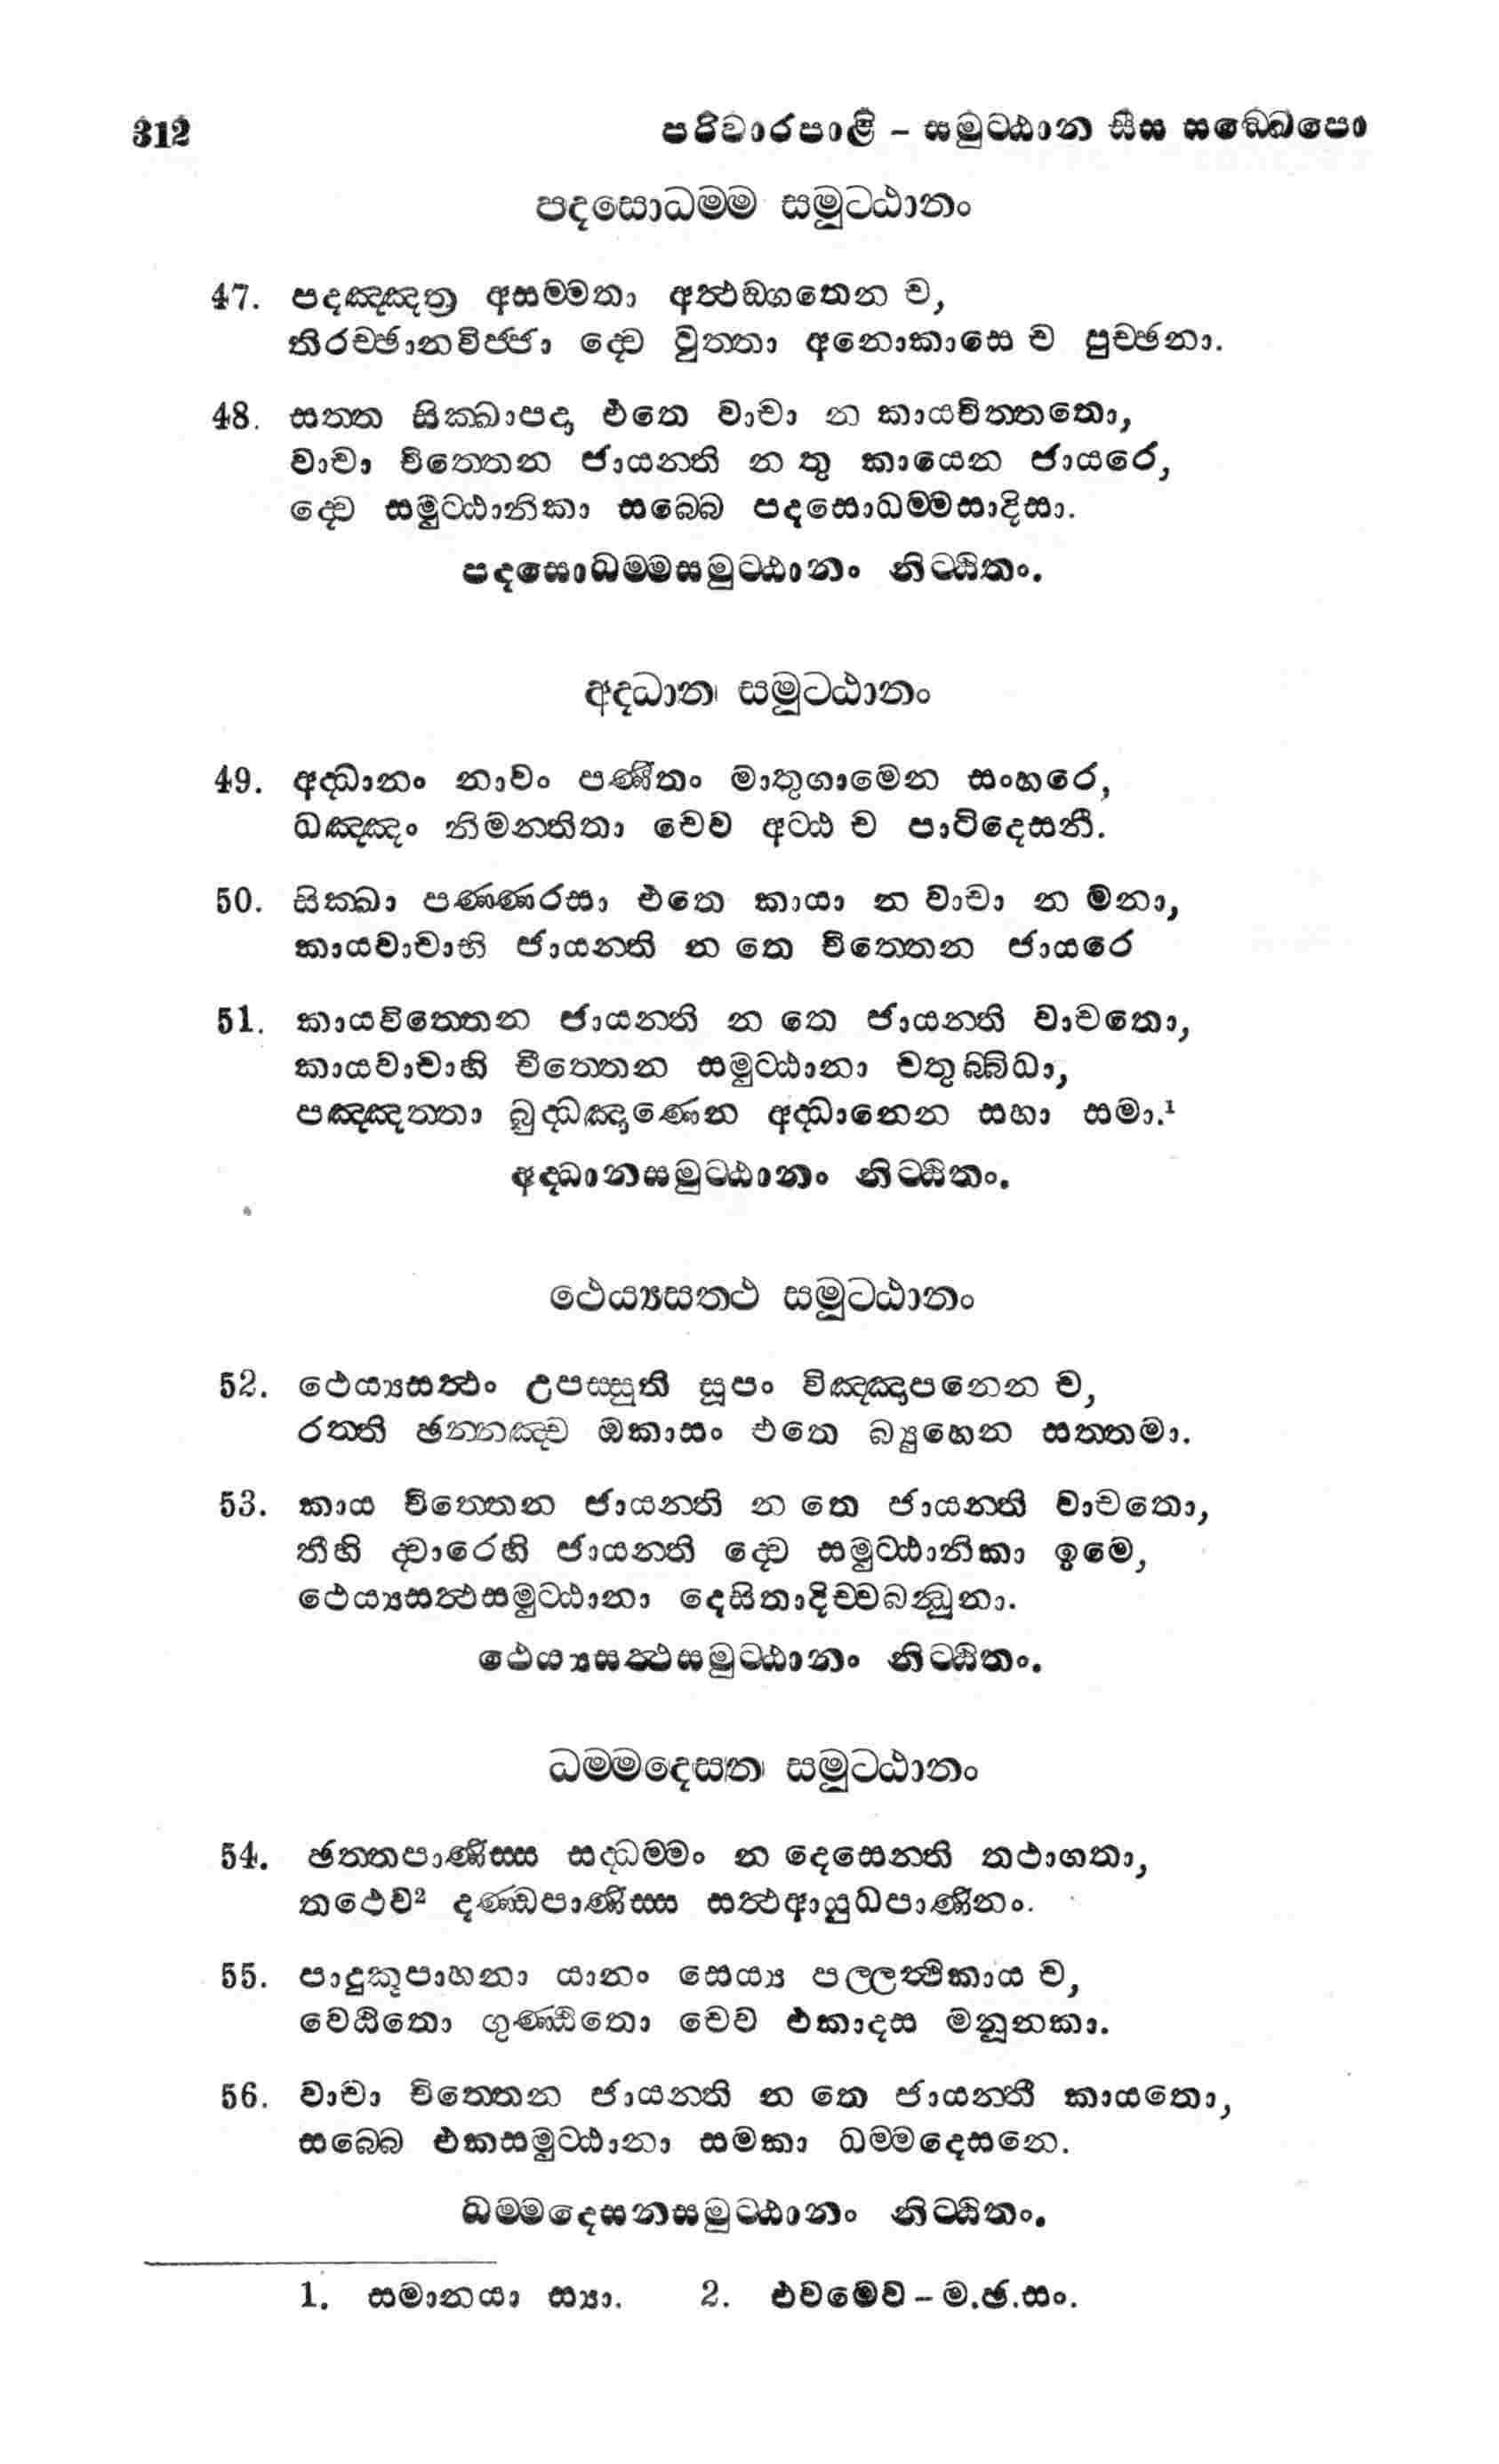 312 පරිවාරපාළි – සමුට්ඨාන සීස සඞ්ඛෙපො
පදසොධම්ම සමුට්ඨානං
47. පදඤ්ඤත්‍ර අසම්මතා අත්ථඞ්ගතෙන ච,
තිරච්ඡානවිජ්ජා ද්වෙ වුත්තා අනොකාසෙ ච පුච්ඡනා.
48. සත්ත සික්ඛාපදා එතෙ වාචා න කායචිත්තතො,
වාචා චිත්තෙන ජායන්ති න තු කායෙන ජායරෙ,
ද්වෙ සමුට්ඨානිකා සබ්බෙ පදසොධම්මසාදිසා.
පදසොධම්මසමුට්ඨානං නිට්ඨිතං.
අද්ධාන සමුට්ඨානං
49. අද්ධානං නාවං පණීතං මාතුගාමෙන සංහරෙ,
ධඤ්ඤං නිමන්තිතා චෙව අට්ඨ ච පාටිදෙසනී.
50. සික්ඛා පණ්ණරසා එතෙ කායා න වාචා න මනා,
කායවාචාහි ජායන්ති න තෙ චිත්තෙන ජායරෙ
51. කායචිත්තෙන ජායන්ති න තෙ ජායන්ති වාචතො,
කායවාචාහි චිත්තෙන සමුට්ඨානා චතුබ්බිධා,
පඤ්ඤත්තා බුද්ධඤාණෙන අද්ධානෙන සහා සමා.¹
අද්ධානසමුට්ඨානං නිට්ඨිතං.
ථෙය්‍යසත්ථ සමුට්ඨානං
52. ථෙය්‍යසත්ථං උපස්සුති සූපං විඤ්ඤාපනෙන ච,
රත්ති ඡන්නඤ්ච ඔකාසං එතෙ බ්‍යුහෙන සත්තමා.
53. කාය චිත්තෙන ජායන්ති න තෙ ජායන්ති වාචතො,
තීහි ද්වාරෙහි ජායන්ති ද්වෙ සමුට්ඨානිකා ඉමෙ,
ථෙය්‍යසත්ථසමුට්ඨානා දෙසිතාදිච්චබන්ධුනා.
ථෙය්‍යසත්ථසමුට්ඨානං නිට්ඨිතං.
ධම්මදෙසන සමුට්ඨානං
54. ඡත්තපාණිස්ස සද්ධම්මං න දෙසෙන්ති තථාගතා,
තථෙව² දණ්ඩපාණිස්ස සත්ථආයුධපාණිනං.
55. පාදුකූපාහනා යානං සෙය්‍ය පල්ලත්ථිකාය ච,
වෙඨිතො ගුණ්ඨිතො චෙව එකාදස මනූනකා.
56. වාචා චිත්තෙන ජායන්ති න තෙ ජායන්තී කායතො,
සබ්බෙ එකසමුට්ඨානා සමකා ධම්මදෙසනෙ.
ධම්මදෙසනසමුට්ඨානං නිට්ඨිතං.
1. සමානයා ස්‍යා. 2. එවමෙව – ම.ඡ.සං.